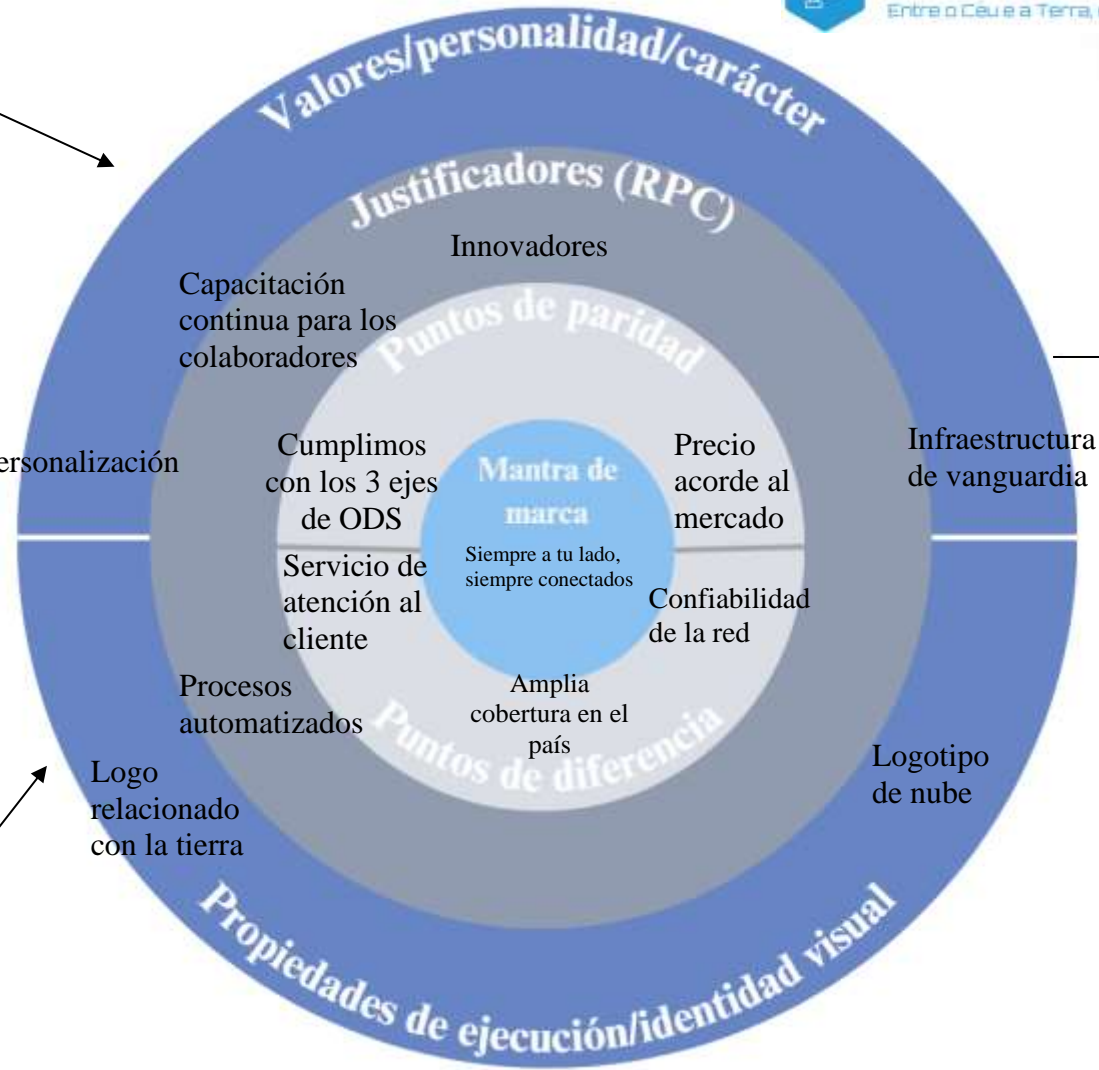 Entre o Céu e a Terra,
Valores/personalidad/carácter
Justificadores (RPC)
Innovadores
Capacitación
continua para los
colaboradores
Puntos de paridad
ersonalización
Cumplimos
con los 3 ejes
de ODS
Mantra de
marca
Siempre a tu lado,
siempre conectados
Precio
acorde al
mercado
Infraestructura
de vanguardia
Servicio de
atención al
cliente
Confiabilidad
de la red
Amplia
cobertura en el
país
Procesos
automatizados
Puntos de diferencia
Logo
relacionado
con la tierra
Logotipo
de nube
Propiedades de ejecución/identidad visual